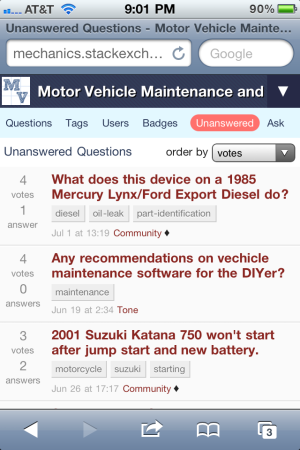 AT&T 9:01 PM 90%
Unanswered Questions - Motor Vehicle Mainte...
mechanics.stackexch... Google
M V Motor Vehicle Maintenance and
Questions Tags Users Badges Unanswered Ask
Unanswered Questions order by votes
4 votes
1 answer
What does this device on a 1985
Mercury Lynx/Ford Export Diesel do?
diesel oil-leak part-identification
Jul 1 at 13:19 Community ♦
4 votes
0 answers
Any recommendations on vechicle
maintenance software for the DIYer?
maintenance
Jun 19 at 2:34 Tone
3 votes
2 answers
2001 Suzuki Katana 750 won't start
after jump start and new battery.
motorcycle suzuki starting
Jun 26 at 17:17 Community ♦
3